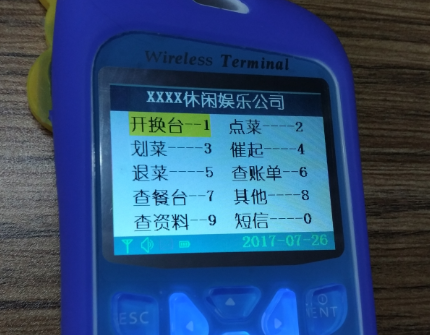 Wireless Terminal
XXXX休闲娱乐公司
开换台--1 点菜----2
划菜----3 催起----4
退菜----5 查账单--6
查餐台--7 其他----8
查资料--9 短信----0
2017-07-26
ESC
ENT